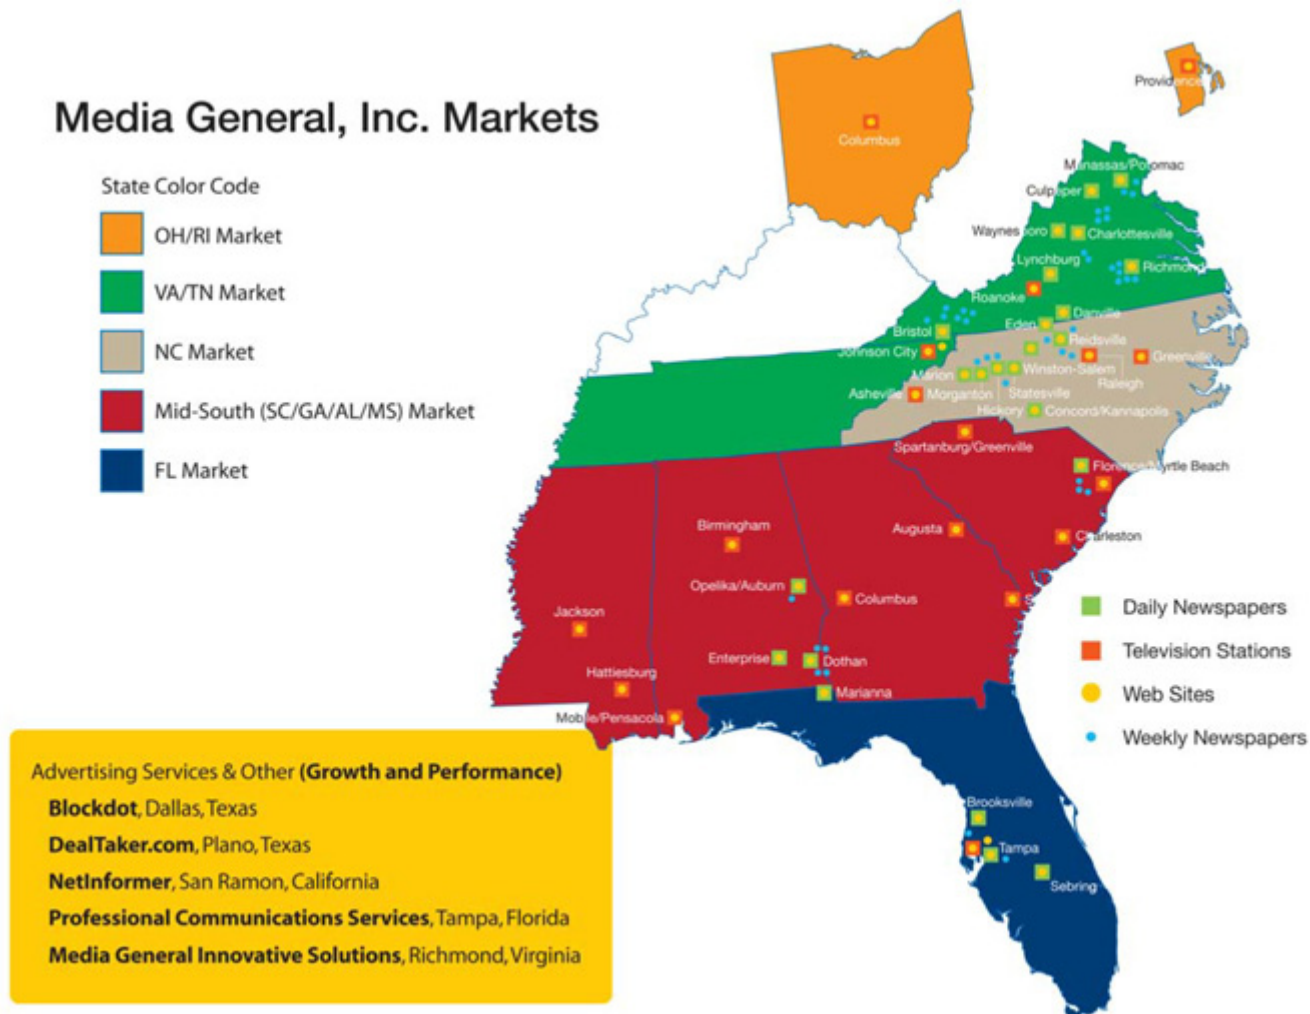 Media General, Inc. Markets
State Color Code
OH/RI Market
VA/TN Market
NC Market
Mid-South (SC/GA/AL/MS) Market
FL Market
Columbus
Providence
Manassas/Potomac
Culpeper
Waynesboro
Charlottesville
Lynchburg
Richmond
Roanoke
Danville
Eden
Bristol
Reidsville
Johnson City
Greenville
Marion
Winston-Salem
Raleigh
Asheville
Morganton
Statesville
Hickory
Concord/Kannapolis
Spartanburg/Greenville
Florence/Myrtle Beach
Birmingham
Augusta
Charleston
Opelika/Auburn
Columbus
Jackson
Enterprise
Dothan
Hattiesburg
Marianna
Mobile/Pensacola
Brooksville
Tampa
Sebring
Daily Newspapers
Television Stations
Web Sites
Weekly Newspapers
Advertising Services & Other (Growth and Performance)
Blockdot, Dallas, Texas
DealTaker.com, Plano, Texas
NetInformer, San Ramon, California
Professional Communications Services, Tampa, Florida
Media General Innovative Solutions, Richmond, Virginia